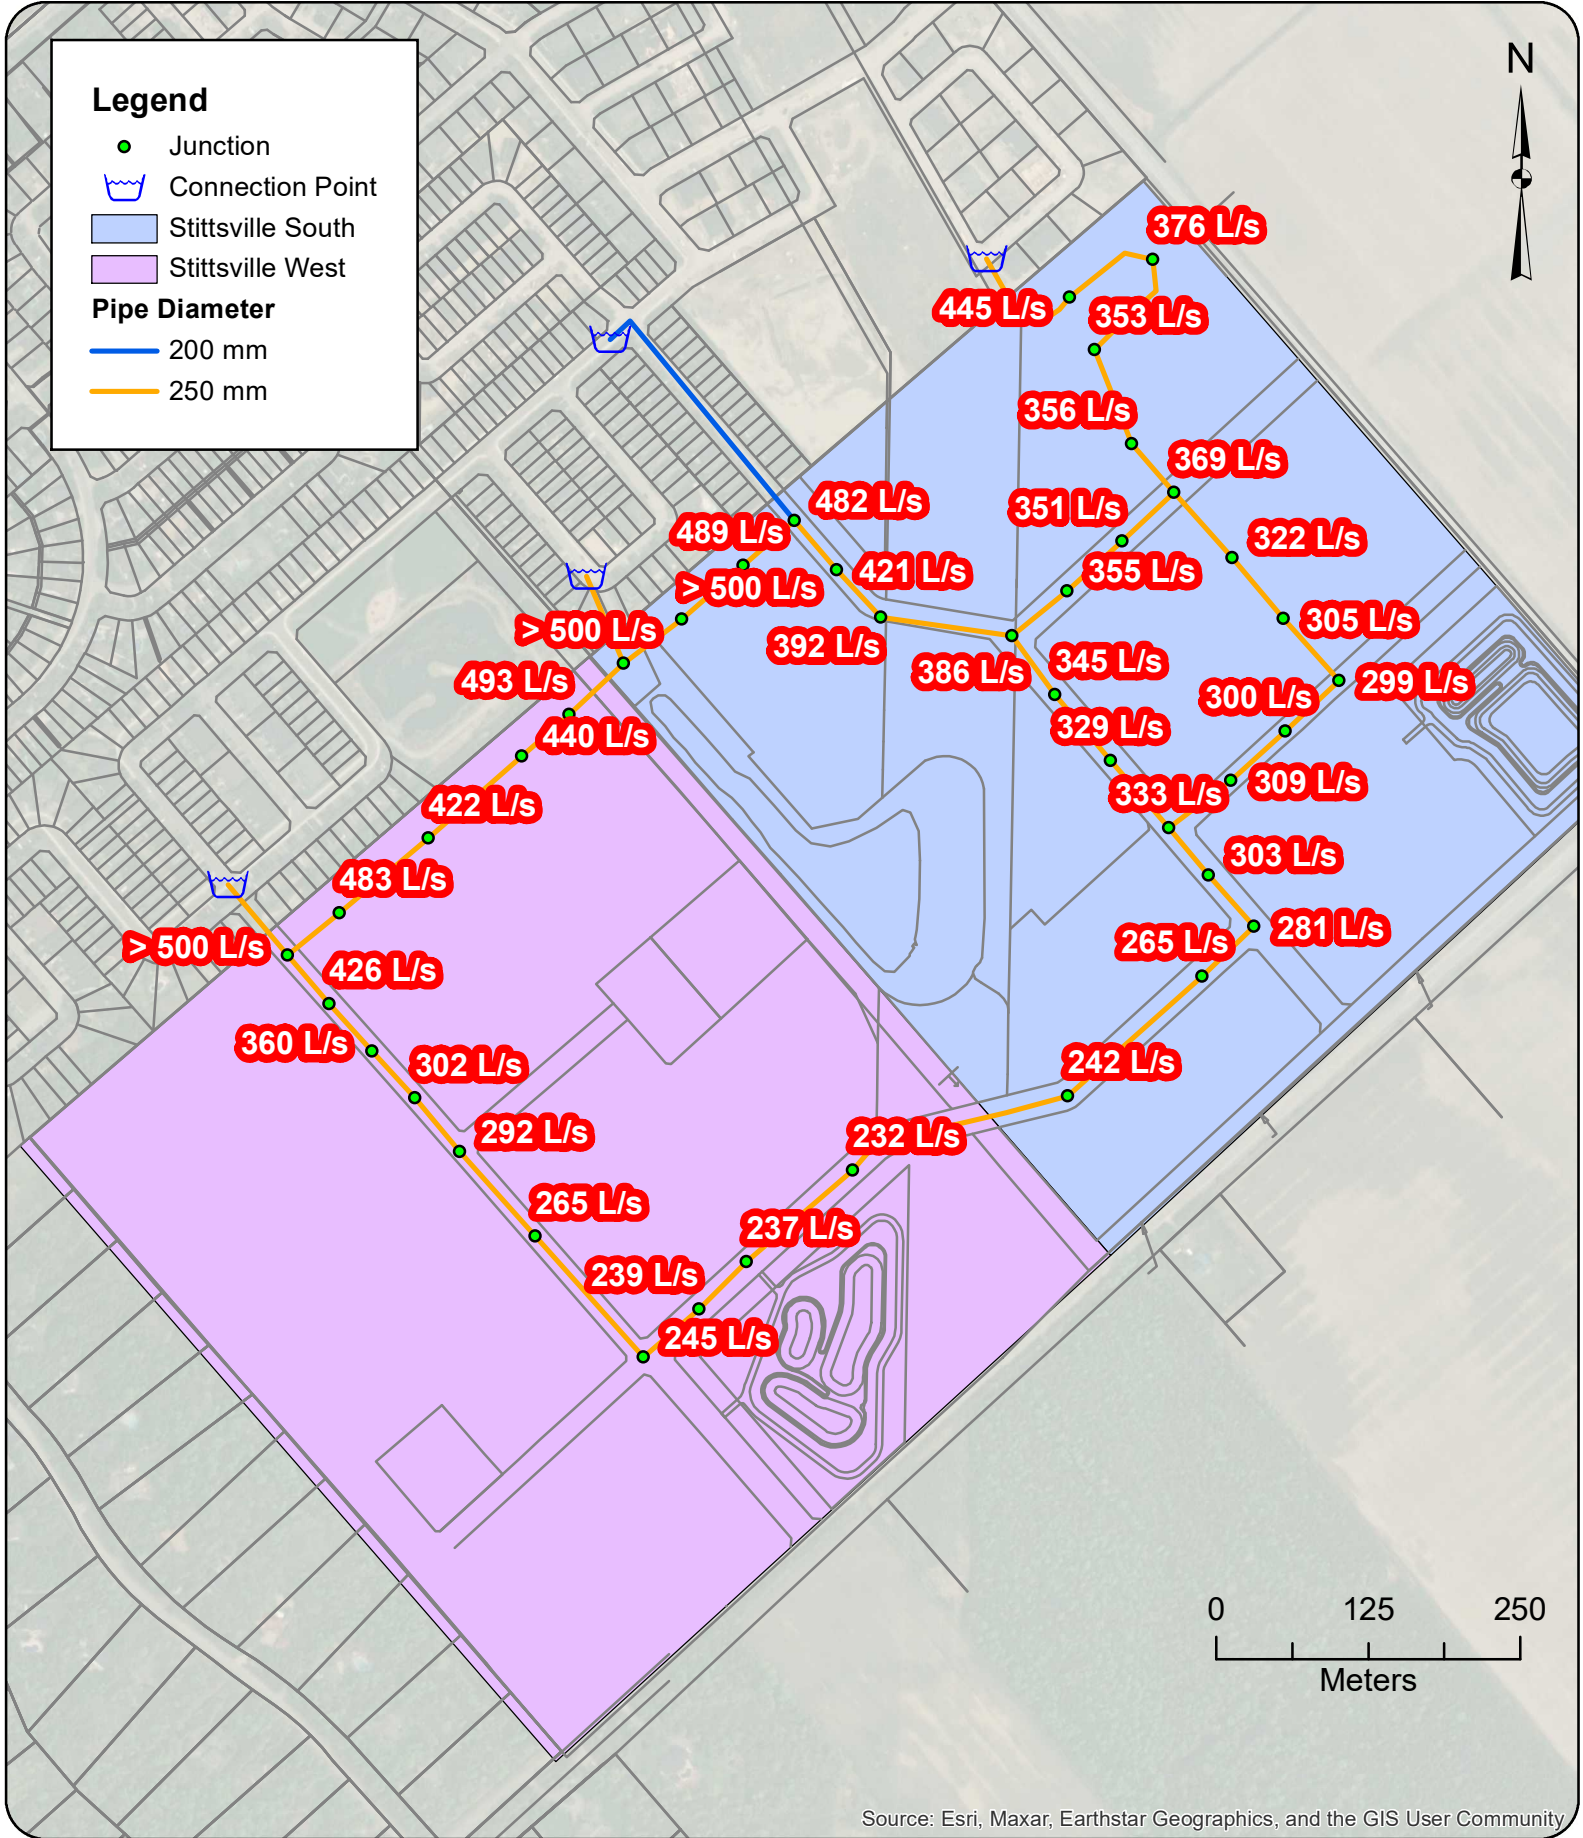 Legend
Junction
Connection Point
Stittsville South
Stittsville West
Pipe Diameter
200 mm
250 mm
N
376 L/s
445 L/s
353 L/s
356 L/s
369 L/s
482 L/s
351 L/s
489 L/s
322 L/s
421 L/s
355 L/s
> 500 L/s
> 500 L/s
305 L/s
392 L/s
345 L/s
386 L/s
493 L/s
299 L/s
300 L/s
329 L/s
440 L/s
309 L/s
333 L/s
422 L/s
303 L/s
483 L/s
281 L/s
265 L/s
> 500 L/s
426 L/s
360 L/s
302 L/s
242 L/s
292 L/s
232 L/s
265 L/s
237 L/s
239 L/s
245 L/s
0 125 250
Meters
Source: Esri, Maxar, Earthstar Geographics, and the GIS User Community